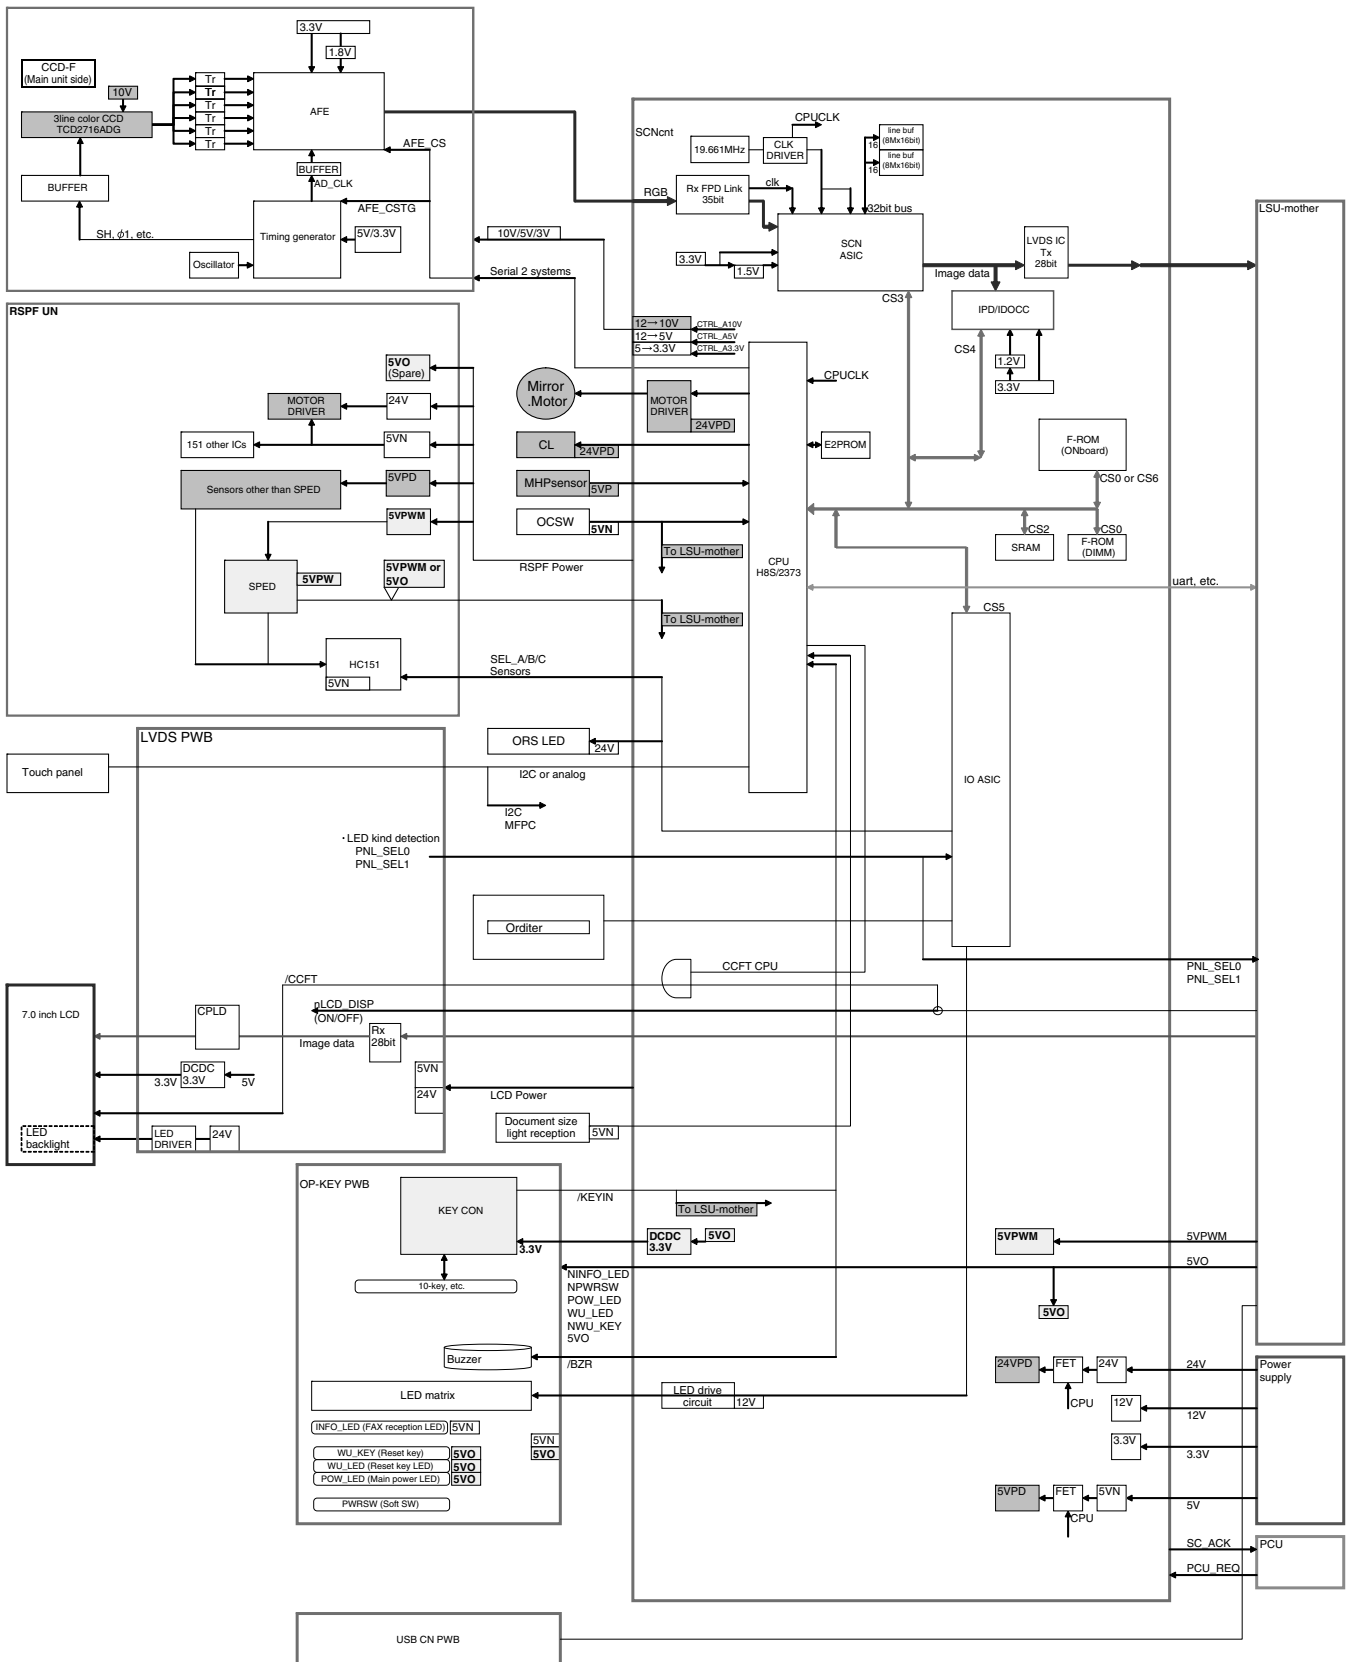 3.3V
1.8V
CCD-F
(Main unit side)
10V
3line color CCD
TCD2716ADG
Tr
Tr
Tr
Tr
Tr
Tr
AFE
AFE_CS
BUFFER
AD_CLK
BUFFER
AFE_CSTG
SH, φ1, etc.
Timing generator
5V/3.3V
Oscillator
10V/5V/3V
Serial 2 systems
SCNcnt
CPUCLK
19.661MHz
CLK
DRIVER
line buf
(8Mx16bit)
16
line buf
(8Mx16bit)
16
RGB
Rx FPD Link
35bit
clk
32bit bus
SCN
ASIC
3.3V
1.5V
LVDS IC
Tx
28bit
Image data
CS3
IPD/IDOCC
CS4
1.2V
3.3V
LSU-mother
12→10V
CTRL_A10V
12→5V
CTRL_A5V
5→3.3V
CTRL_A3.3V
RSPF UN
5VO
(Spare)
MOTOR
DRIVER
24V
151 other ICs
5VN
Sensors other than SPED
5VPD
5VPWM
SPED
5VPW
5VPWM or
5VO
HC151
5VN
RSPF Power
SEL_A/B/C
Sensors
Mirror
.Motor
MOTOR
DRIVER
24VPD
CL
24VPD
MHPsensor
5VP
OCSW
5VN
To LSU-mother
To LSU-mother
CPU
H8S/2373
CPUCLK
E2PROM
F-ROM
(ONboard)
CS0 or CS6
CS2
SRAM
CS0
F-ROM
(DIMM)
uart, etc.
CS5
IO ASIC
LVDS PWB
Touch panel
ORS LED
24V
I2C or analog
I2C
MFPC
・LED kind detection
PNL_SEL0
PNL_SEL1
Orditer
CCFT CPU
PNL_SEL0
PNL_SEL1
/CCFT
7.0 inch LCD
CPLD
nLCD_DISP
(ON/OFF)
Rx
28bit
Image data
DCDC
3.3V
3.3V
5V
5VN
24V
LCD Power
LED
backlight
LED
DRIVER
24V
Document size
light reception
5VN
OP-KEY PWB
KEY CON
/KEYIN
To LSU-mother
3.3V
DCDC
3.3V
5VO
10-key, etc.
NINFO_LED
NPWRSW
POW_LED
WU_LED
NWU_KEY
5VO
5VPWM
5VPWM
5VO
5VO
Buzzer
/BZR
LED matrix
LED drive
circuit
12V
INFO_LED (FAX reception LED)
5VN
5VN
WU_KEY (Reset key)
5VO
5VO
WU_LED (Reset key LED)
5VO
POW_LED (Main power LED)
5VO
PWRSW (Soft SW)
24VPD
FET
24V
24V
CPU
12V
12V
3.3V
3.3V
5VPD
FET
5VN
5V
CPU
Power
supply
SC_ACK
PCU_REQ
PCU
USB CN PWB